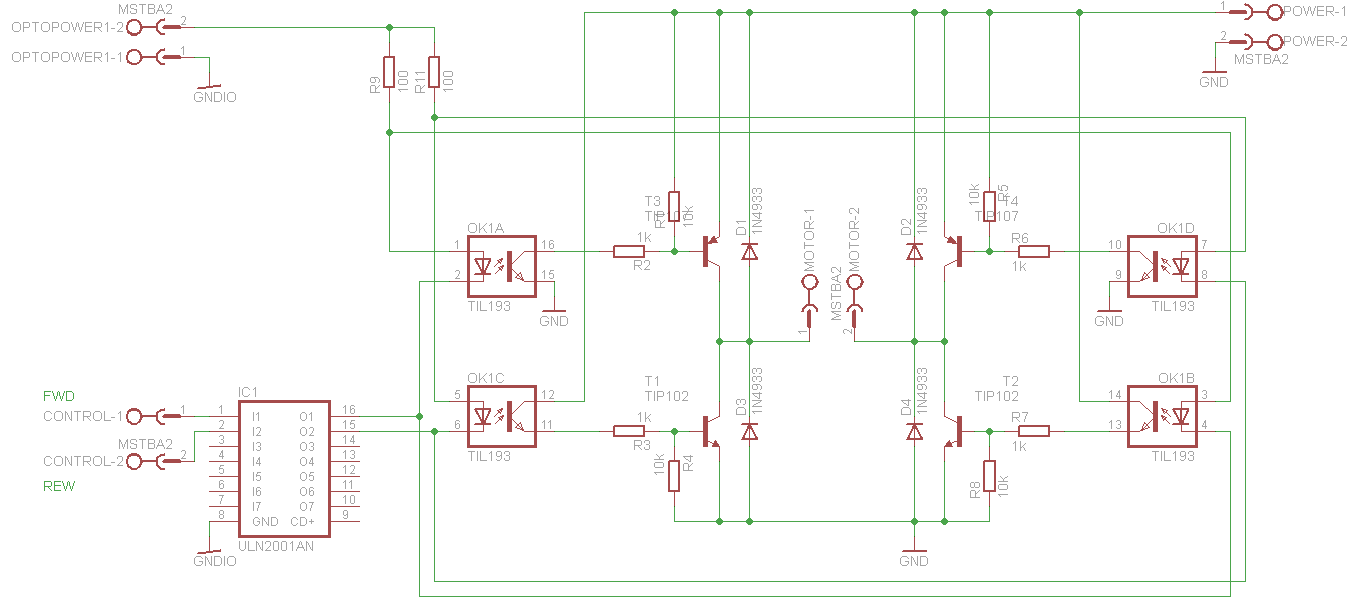 MSTBA2
OPTOPOWER1-2
2
OPTOPOWER1-1
1
GNDIO
R9
100
R11
100
1
POWER-1
2
POWER-2
MSTBA2
GND
T3
10k
D1
1N4933
MOTOR-1
MOTOR-2
MSTBA2
1
2
D2
1N4933
10k
R5
T4
TIP107
OK1A
1
2
16
15
TIL193
GND
1k
R2
R6
1k
OK1D
10
9
7
8
TIL193
GND
OK1C
5
6
12
11
TIL193
T1
TIP102
1k
R3
10k
R4
D3
1N4933
D4
1N4933
T2
TIP102
R7
1k
R8
10k
GND
OK1B
14
13
3
4
TIL193
FWD
CONTROL-1
1
MSTBA2
CONTROL-2
2
REW
IC1
1 I1 O1 16
2 I2 O2 15
3 I3 O3 14
4 I4 O4 13
5 I5 O5 12
6 I6 O6 11
7 I7 O7 10
8 GND CD+ 9
ULN2001AN
GNDIO